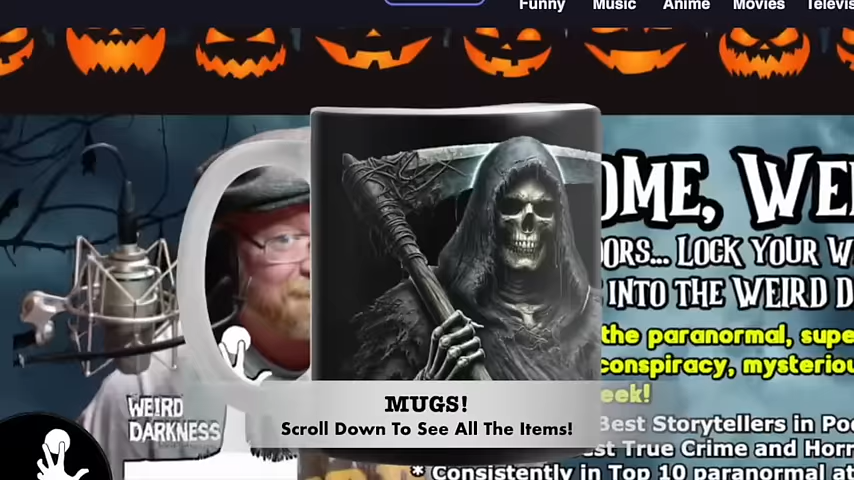 Funny Music Anime Movies Televis
OME, WE
ORS... LOCK YOUR W
INTO THE WEIRD D
the paranormal, supe
conspiracy, mysteriou
eek!
MUGS!
Scroll Down To See All The Items!
WEIRD
DARKNESS
Best Storytellers in Po
st True Crime and Horr
* Consistently in Top 10 paranormal a